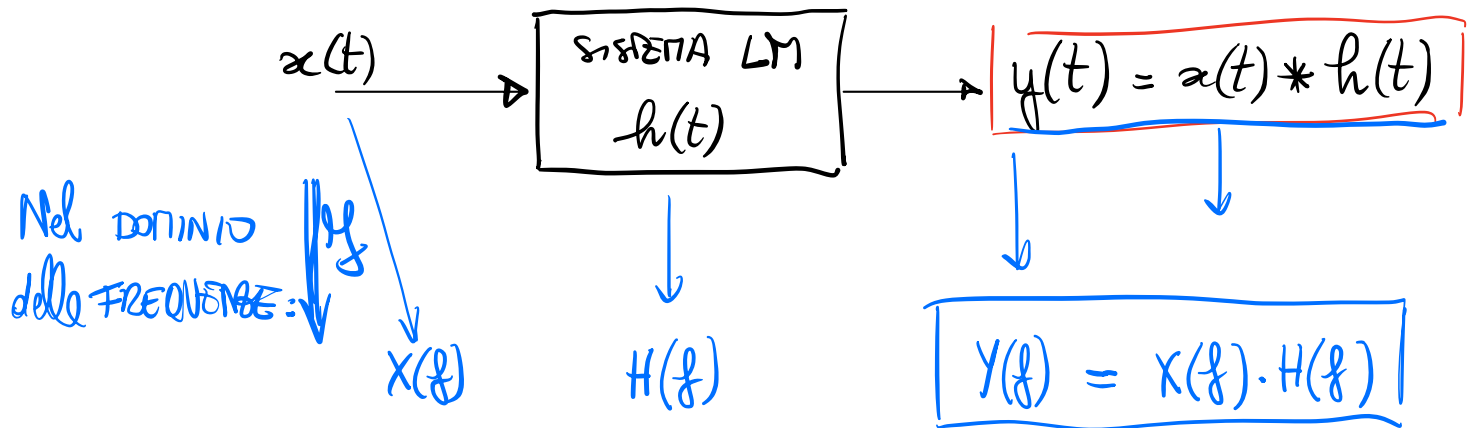 x(t)
SISTEMA LM
h(t)
y(t) = x(t) * h(t)
Nel DOMINIO
delle FREQUENZE:
X(f)
H(f)
Y(f) = X(f) · H(f)